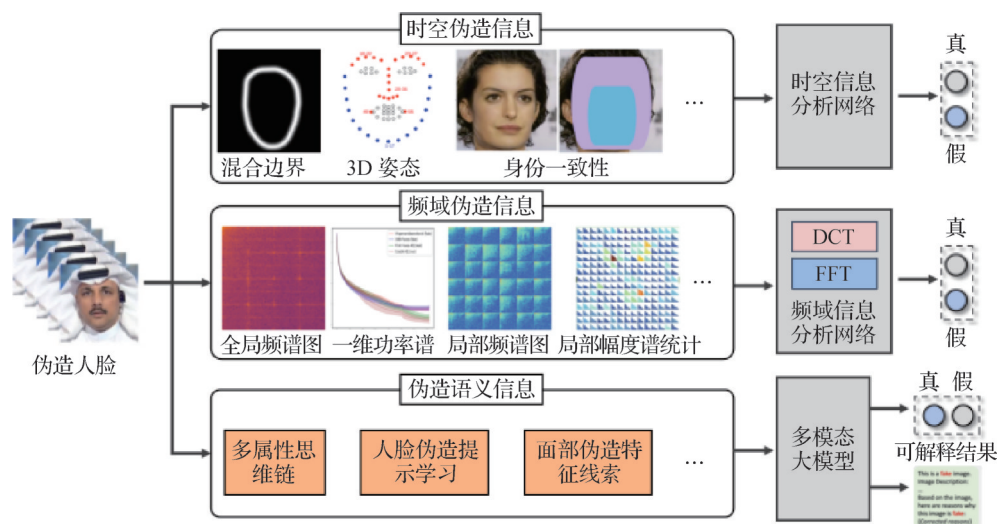 时空伪造信息
混合边界
3D 姿态
身份一致性
…
时空信息
分析网络
真
假
伪造人脸
频域伪造信息
全局频谱图
一维功率谱
局部频谱图
局部幅度谱统计
…
DCT
FFT
频域信息
分析网络
真
假
伪造语义信息
多属性思
维链
人脸伪造提
示学习
面部伪造特
征线索
…
多模态
大模型
真 假
可解释结果
This is a fake image.
Image Description:
...
Based on the image,
here are reasons why
this image is fake:
[Corrected reasons]